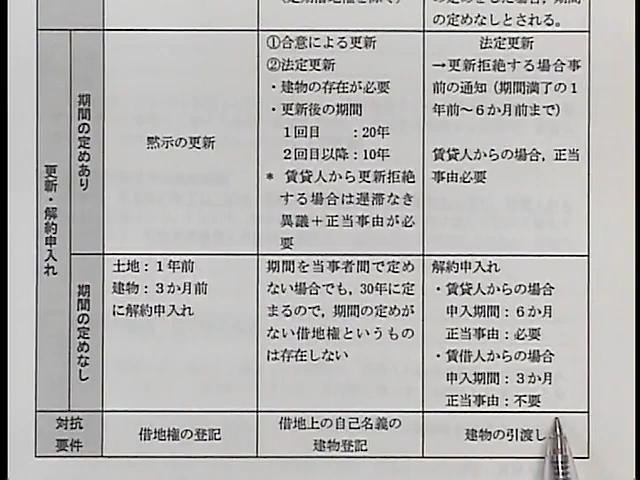 の定めをした場合、期間
の定めなしとされる。
更新・解約申入れ
期間の定めあり
黙示の更新
①合意による更新
②法定更新
・建物の存在が必要
・更新後の期間
1回目　：20年
2回目以降：10年
* 賃貸人から更新拒絶
する場合は遅滞なき
異議＋正当事由が必
要
法定更新
→更新拒絶する場合事
前の通知（期間満了の1
年前〜6か月前まで）
賃貸人からの場合，正当
事由必要
期間の定めなし
土地：1年前
建物：3か月前
に解約申入れ
期間を当事者間で定め
ない場合でも，30年に定
まるので，期間の定めが
ない借地権というもの
は存在しない
解約申入れ
・賃貸人からの場合
申入期間：6か月
正当事由：必要
・賃借人からの場合
申入期間：3か月
正当事由：不要
対抗
要件
借地権の登記
借地上の自己名義の
建物登記
建物の引渡し